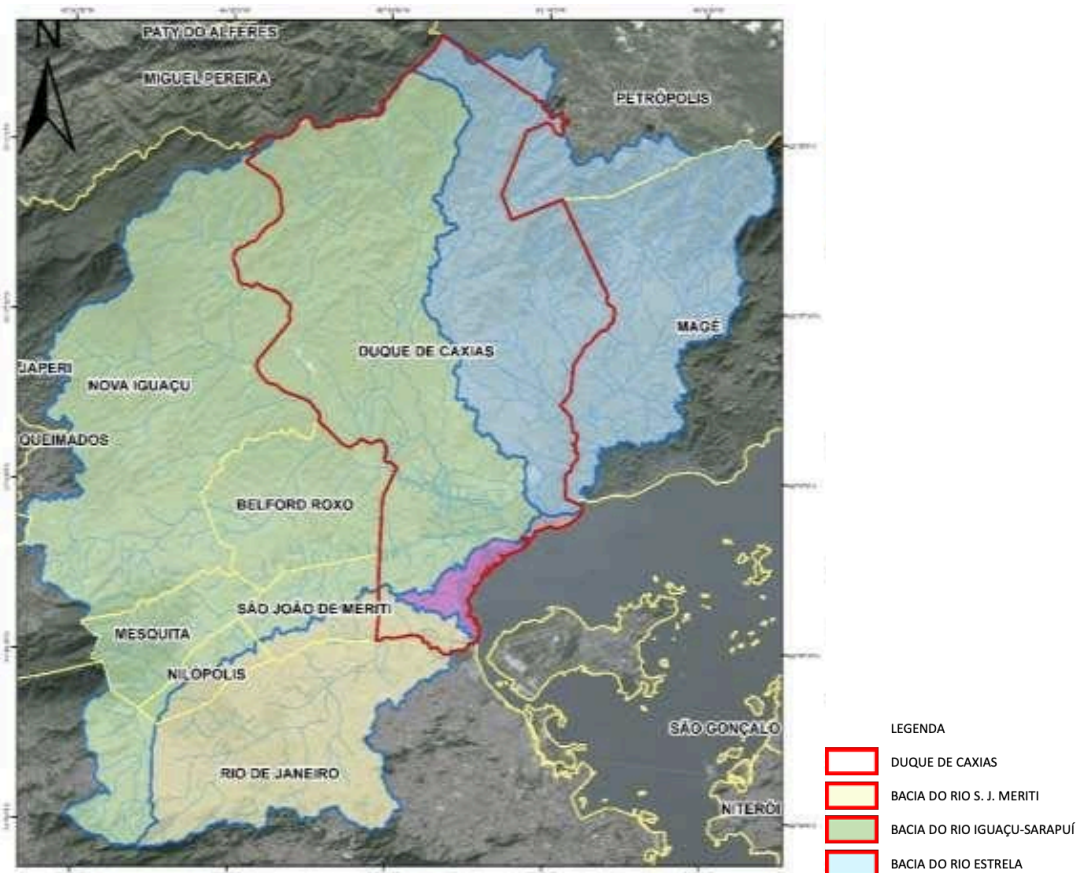 PATY DO ALFERES
N
MIGUEL PEREIRA
PETRÓPOLIS
MAGÉ
DUQUE DE CAXIAS
JAPERI
NOVA IGUAÇU
QUEIMADOS
BELFORD ROXO
SÃO JOÃO DE MERITI
MESQUITA
NILÓPOLIS
SÃO GONÇALO
RIO DE JANEIRO
NITERÓI
LEGENDA
DUQUE DE CAXIAS
BACIA DO RIO S. J. MERITI
BACIA DO RIO IGUAÇU-SARAPUÍ
BACIA DO RIO ESTRELA